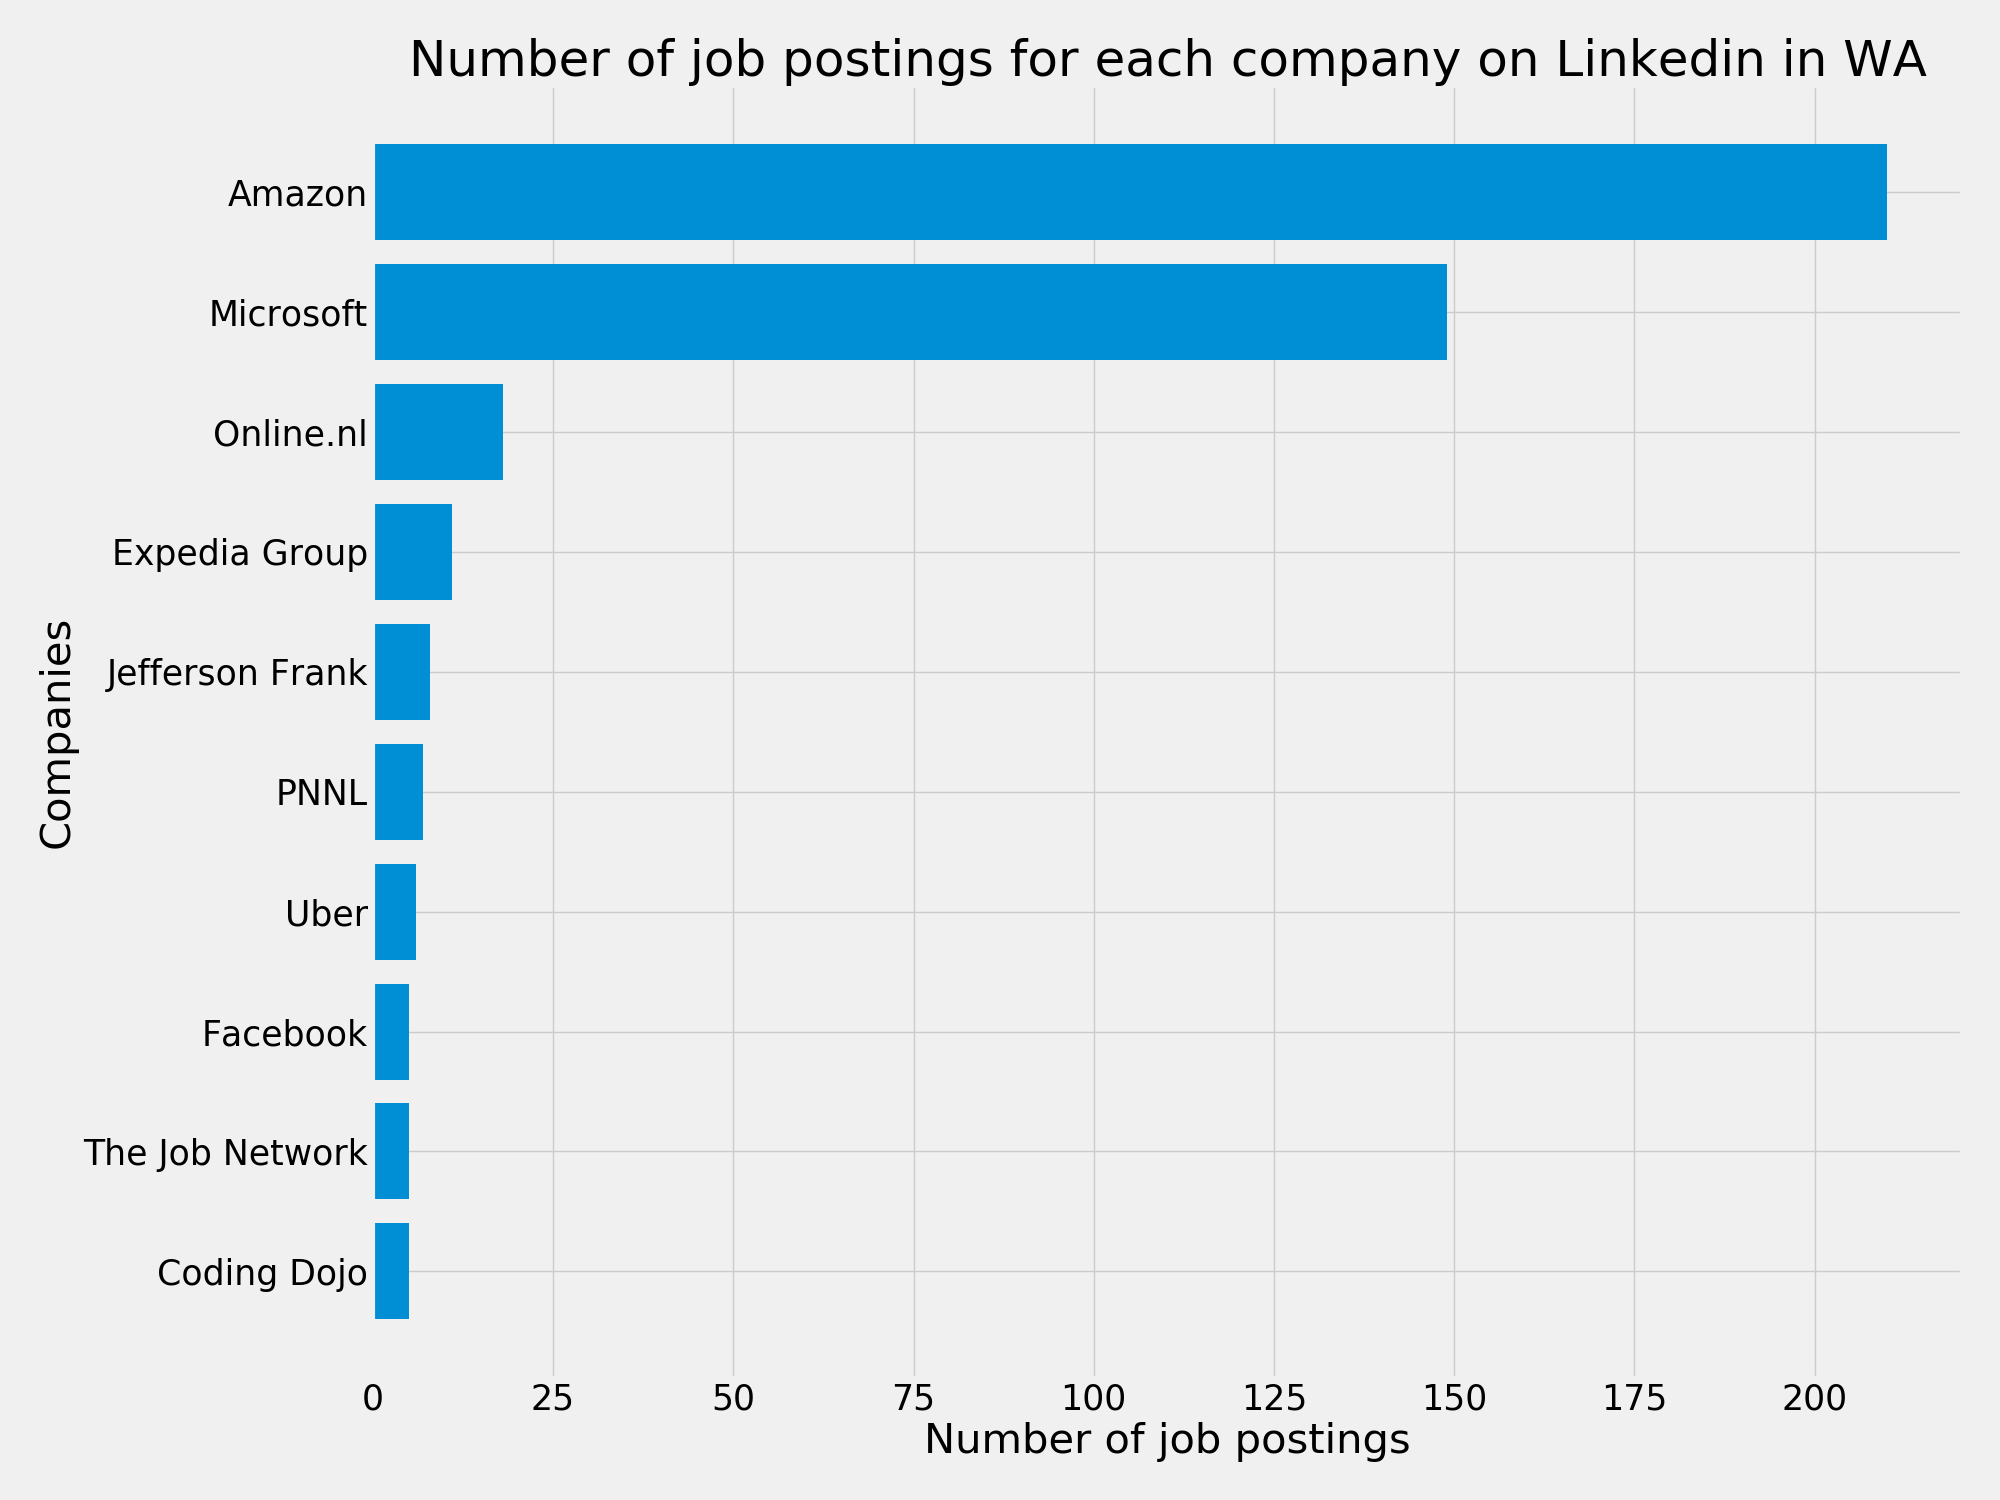 Number of job postings for each company on Linkedin in WA
Amazon
Microsoft
Online.nl
Expedia Group
Jefferson Frank
PNNL
Uber
Facebook
The Job Network
Coding Dojo
Companies
0 25 50 75 100 125 150 175 200
Number of job postings